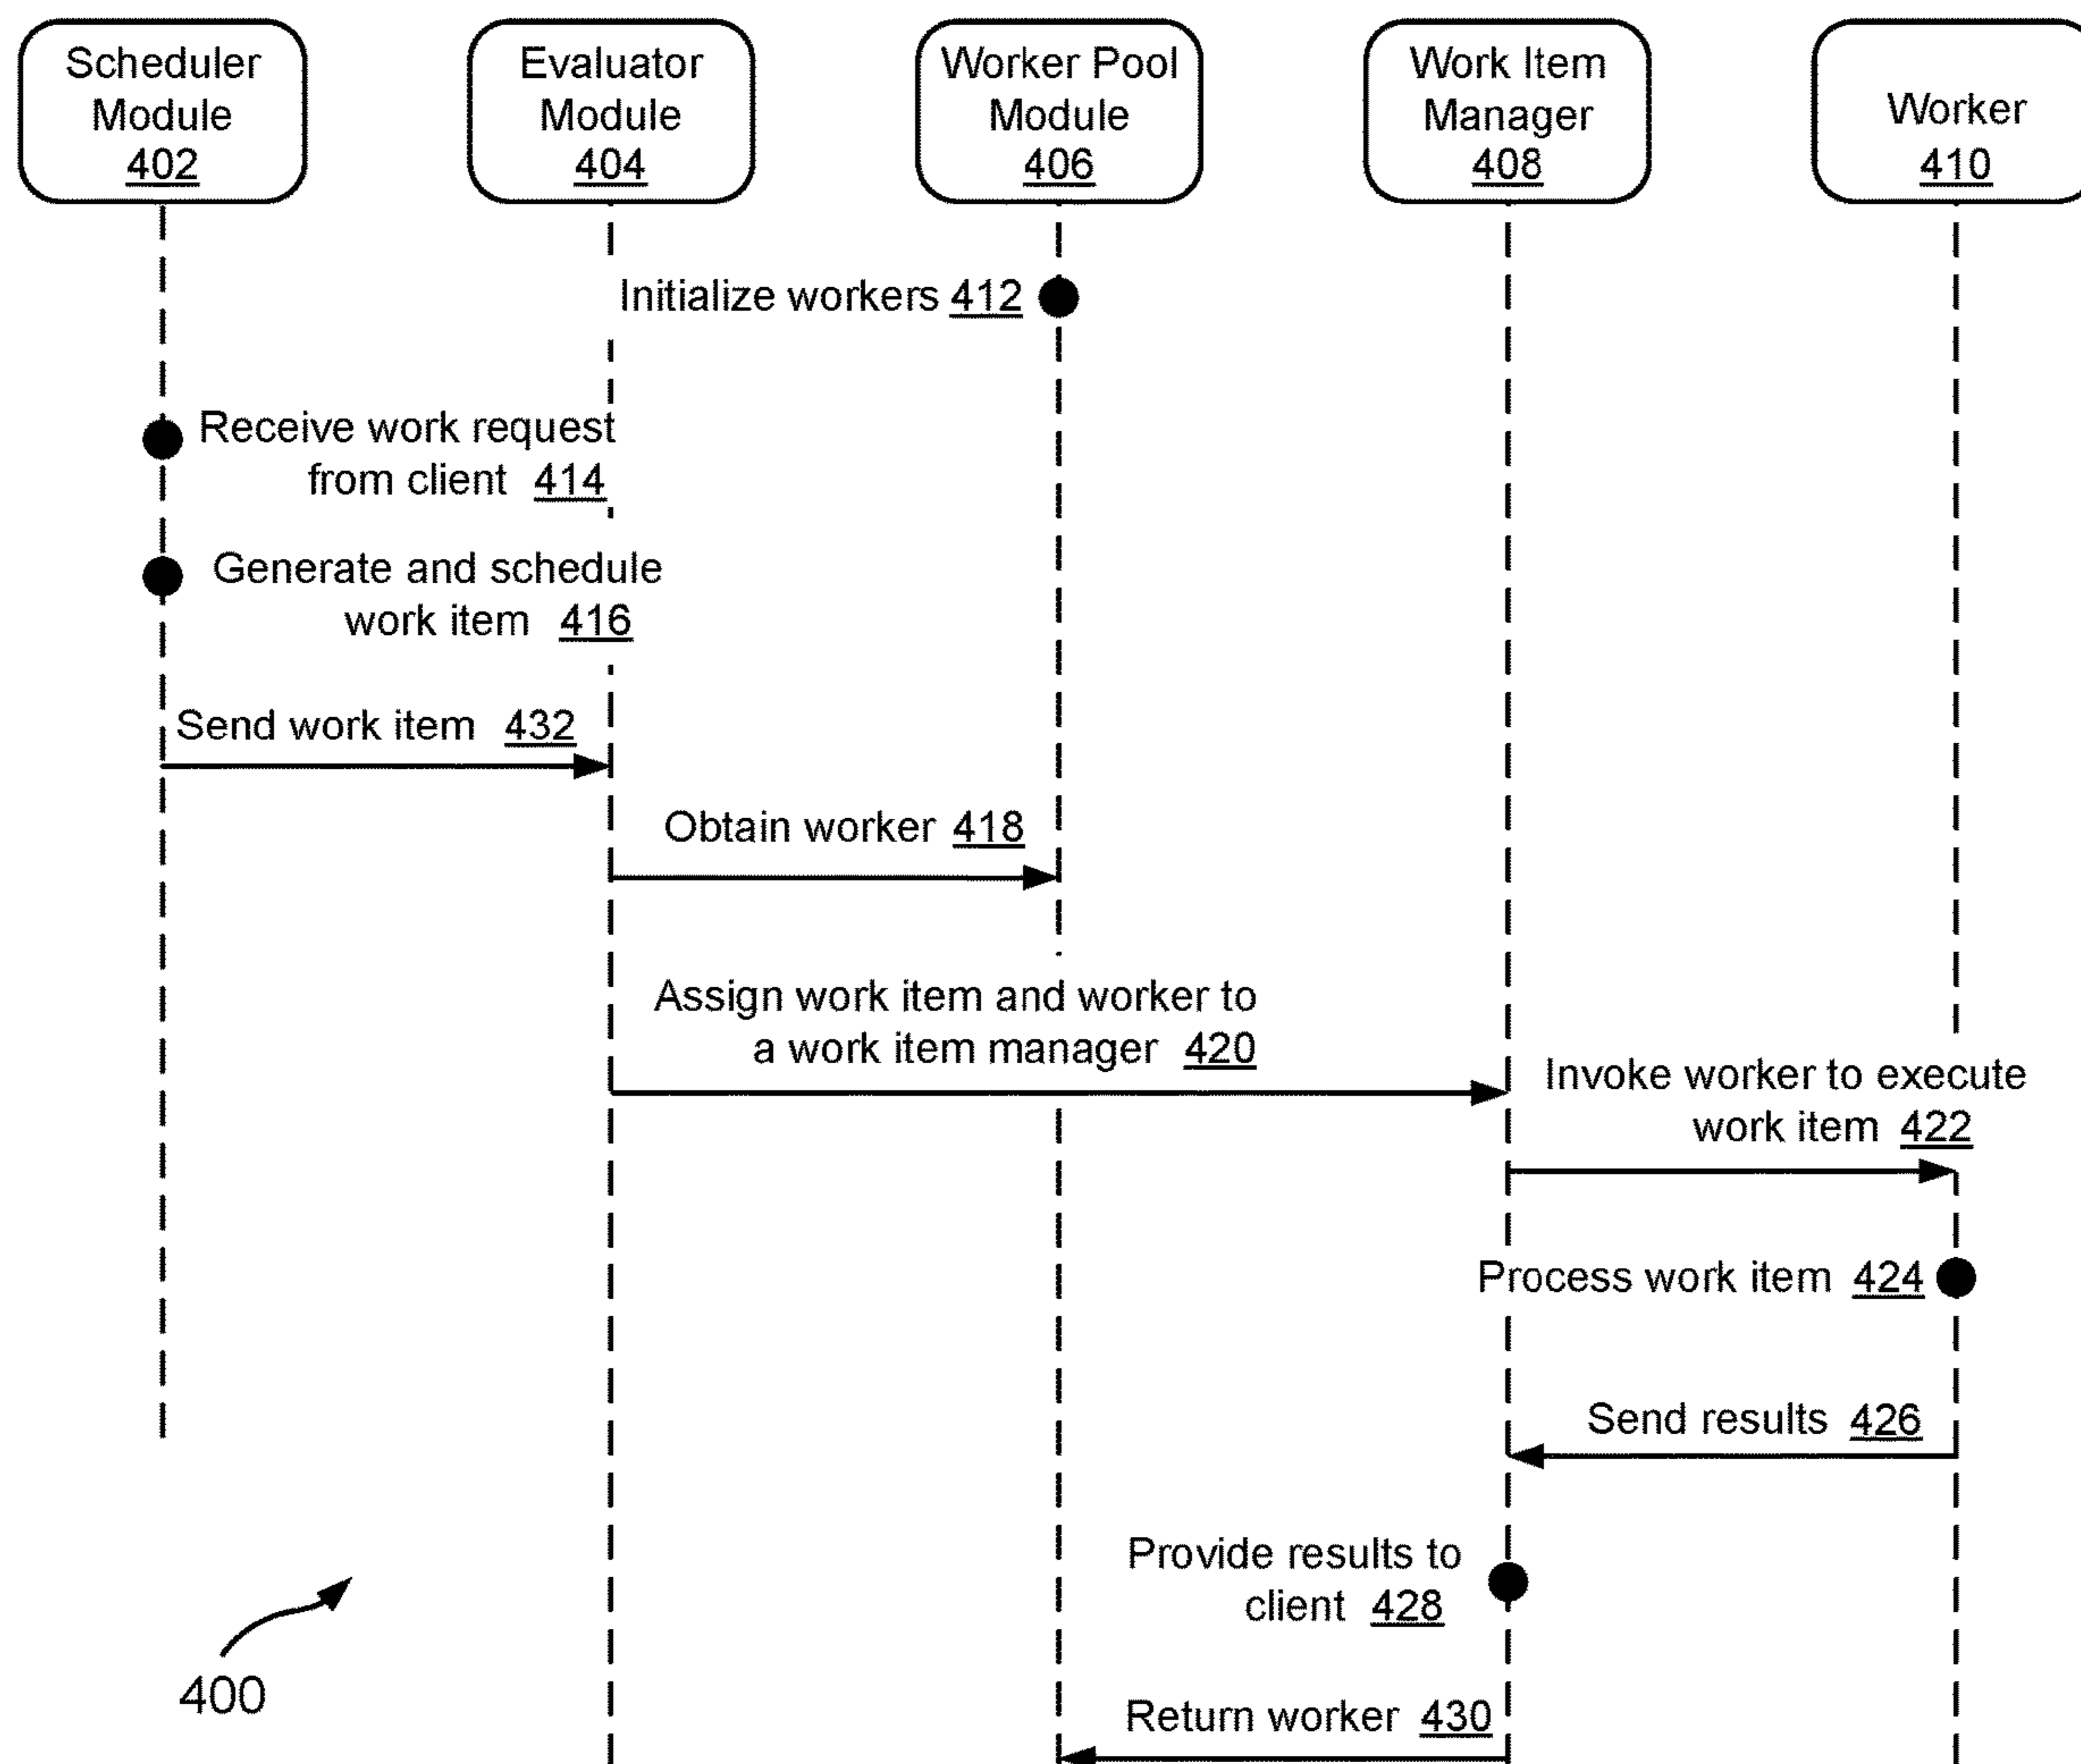 Scheduler
Module
402
Evaluator
Module
404
Worker Pool
Module
406
Work Item
Manager
408
Worker
410
Initialize workers 412
Receive work request
from client 414
Generate and schedule
work item 416
Send work item 432
Obtain worker 418
Assign work item and worker to
a work item manager 420
Invoke worker to execute
work item 422
Process work item 424
Send results 426
Provide results to
client 428
Return worker 430
400